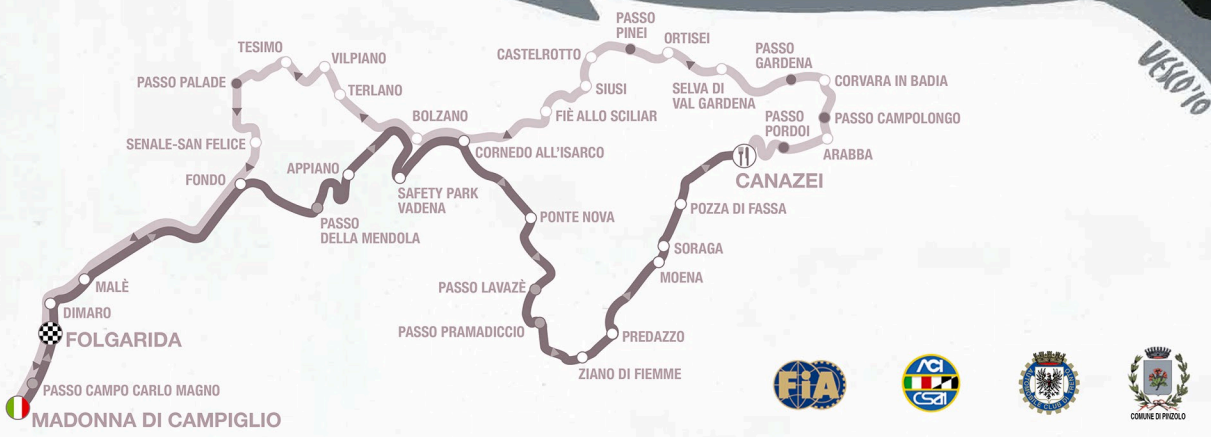 PASSO
PINEI
ORTISEI
TESIMO
VILPIANO
CASTELROTTO
PASSO
GARDENA
VESCO'10
PASSO PALADE
TERLANO
SIUSI
SELVA DI
VAL GARDENA
CORVARA IN BADIA
BOLZANO
FIÈ ALLO SCILIAR
PASSO
PORDOI
PASSO CAMPOLONGO
SENALE-SAN FELICE
CORNEDO ALL'ISARCO
ARABBA
APPIANO
FONDO
CANAZEI
SAFETY PARK
VADENA
PASSO
DELLA MENDOLA
PONTE NOVA
POZZA DI FASSA
SORAGA
MOENA
MALÈ
PASSO LAVAZÈ
DIMARO
FOLGARIDA
PASSO PRAMADICCIO
PREDAZZO
ZIANO DI FIEMME
PASSO CAMPO CARLO MAGNO
MADONNA DI CAMPIGLIO
FiA
ACI
CSAI
COMUNE DI PINZOLO